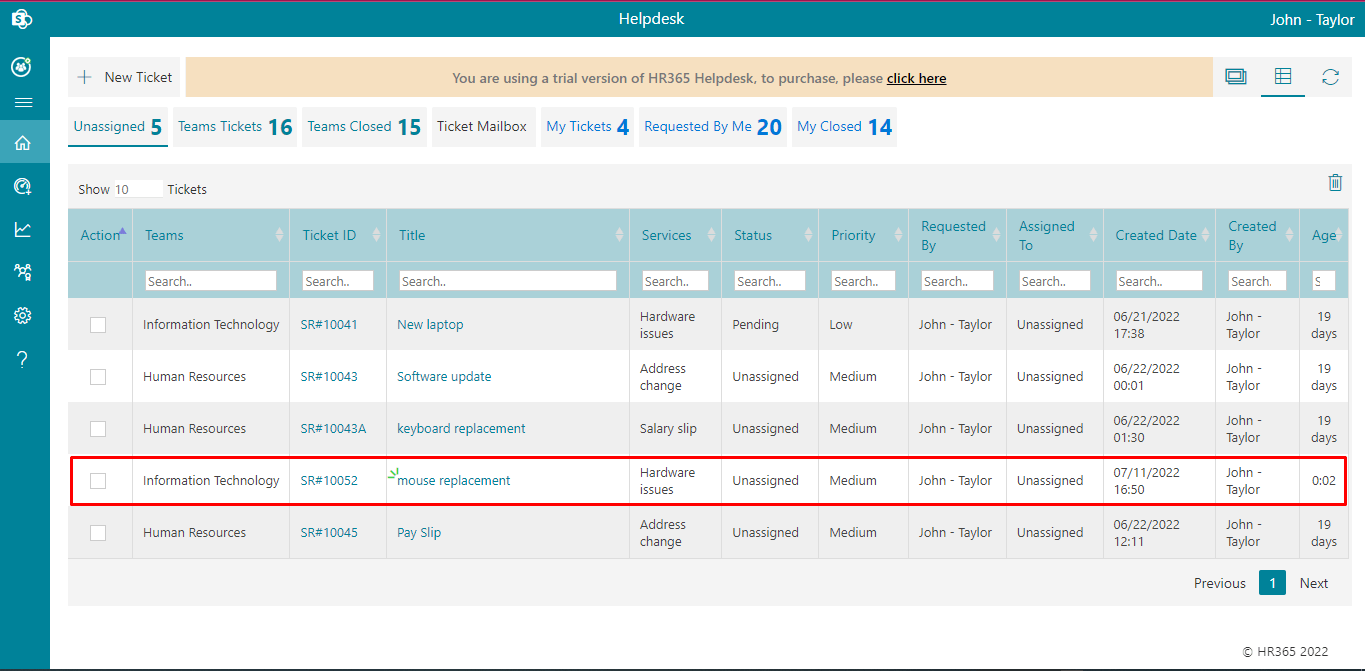 Helpdesk
John - Taylor
New Ticket
You are using a trial version of HR365 Helpdesk, to purchase, please click here
Unassigned 5 Teams Tickets 16 Teams Closed 15 Ticket Mailbox My Tickets 4 Requested By Me 20 My Closed 14
Show 10 Tickets
Action Teams Ticket ID Title Services Status Priority Requested By Assigned To Created Date Created By Age
Search.. Search.. Search.. Search.. Search.. Search.. Search.. Search.. Search.. Search. S
Information Technology SR#10041 New laptop Hardware issues Pending Low John - Taylor Unassigned 06/21/2022 17:38 John - Taylor 19 days
Human Resources SR#10043 Software update Address change Unassigned Medium John - Taylor Unassigned 06/22/2022 00:01 John - Taylor 19 days
Human Resources SR#10043A keyboard replacement Salary slip Unassigned Medium John - Taylor Unassigned 06/22/2022 01:30 John - Taylor 19 days
Information Technology SR#10052 mouse replacement Hardware issues Unassigned Medium John - Taylor Unassigned 07/11/2022 16:50 John - Taylor 0:02
Human Resources SR#10045 Pay Slip Address change Unassigned Medium John - Taylor Unassigned 06/22/2022 12:11 John - Taylor 19 days
Previous 1 Next
© HR365 2022